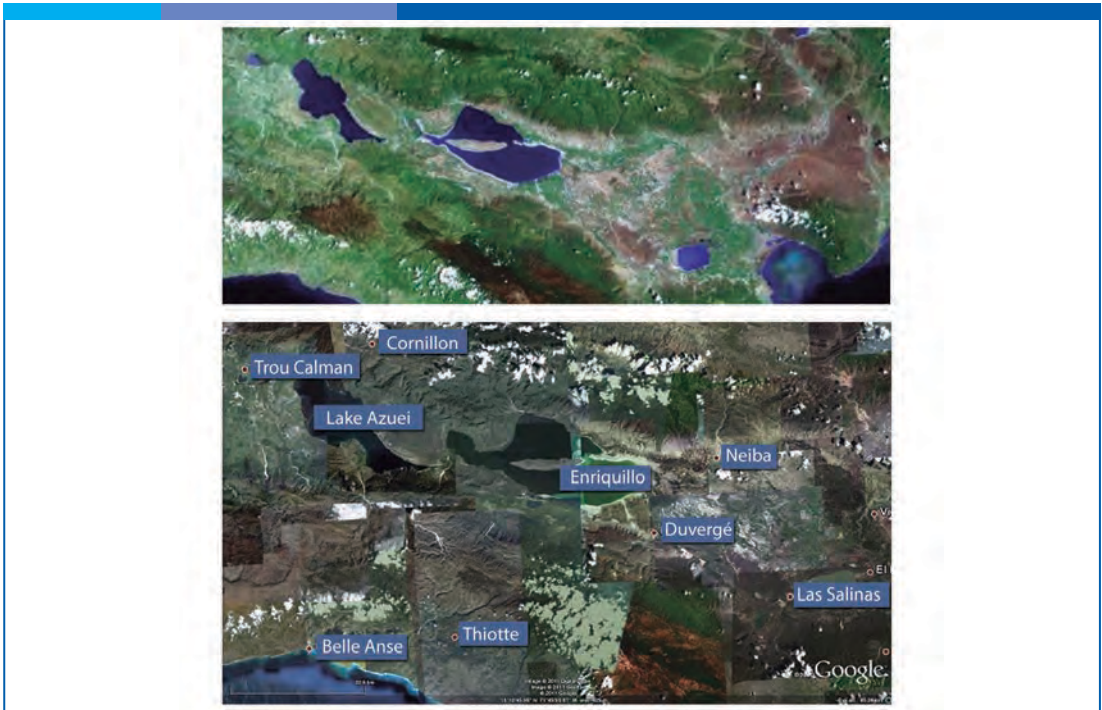 Cornillon
Trou Calman
Lake Azuei
Neiba
Enriquillo
Duvergé
Las Salinas
Thiotte
Belle Anse
Google